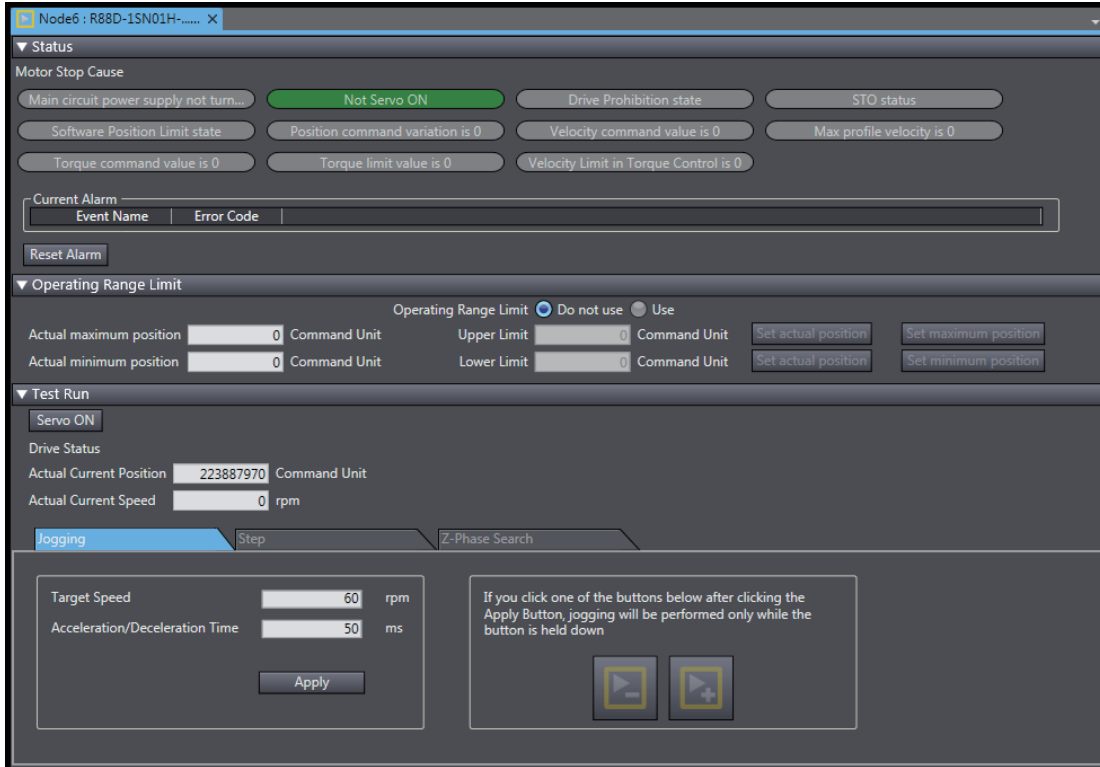 Node6 : R88D-1SN01H-...... ×
▼ Status
Motor Stop Cause
Main circuit power supply not turn... Not Servo ON Drive Prohibition state STO status
Software Position Limit state Position command variation is 0 Velocity command value is 0 Max profile velocity is 0
Torque command value is 0 Torque limit value is 0 Velocity Limit in Torque Control is 0
Current Alarm
Event Name Error Code
Reset Alarm
▼ Operating Range Limit
Operating Range Limit Do not use Use
Actual maximum position 0 Command Unit Upper Limit 0 Command Unit Set actual position Set maximum position
Actual minimum position 0 Command Unit Lower Limit 0 Command Unit Set actual position Set minimum position
▼ Test Run
Servo ON
Drive Status
Actual Current Position 223887970 Command Unit
Actual Current Speed 0 rpm
Jogging Step Z-Phase Search
Target Speed 60 rpm
Acceleration/Deceleration Time 50 ms
Apply
If you click one of the buttons below after clicking the
Apply Button, jogging will be performed only while the
button is held down